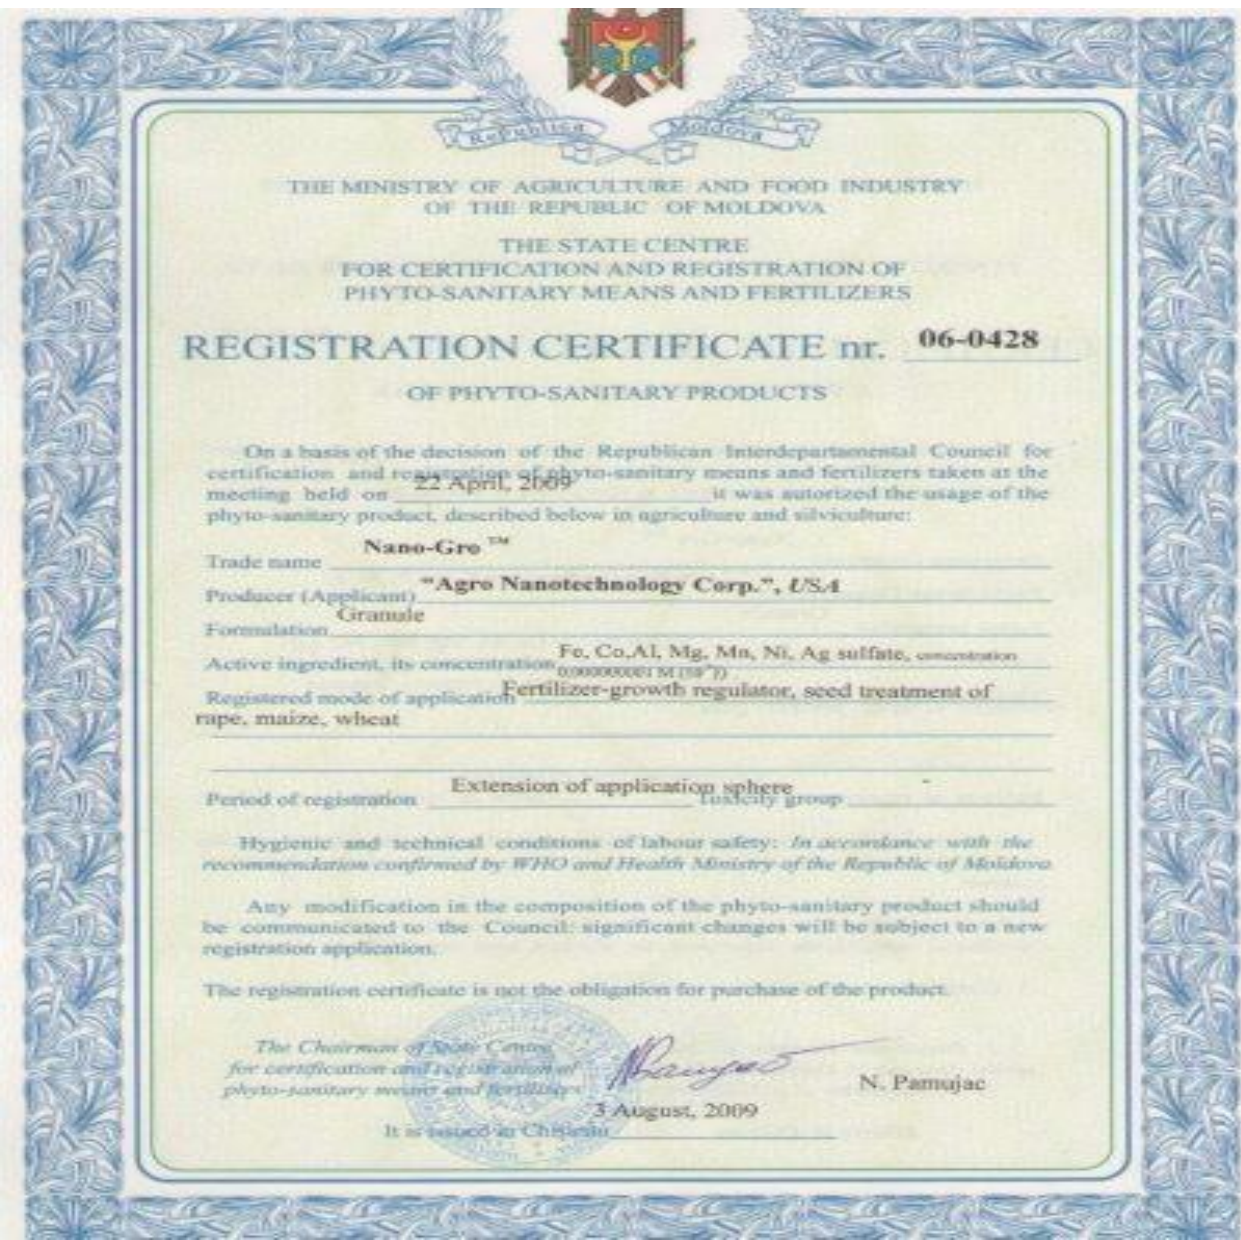 Republica Moldova
THE MINISTRY OF AGRICULTURE AND FOOD INDUSTRY
OF THE REPUBLIC OF MOLDOVA
THE STATE CENTRE
FOR CERTIFICATION AND REGISTRATION OF
PHYTO-SANITARY MEANS AND FERTILIZERS
REGISTRATION CERTIFICATE nr. 06-0428
OF PHYTO-SANITARY PRODUCTS
On a basis of the decision of the Republican Interdepartamental Council for
certification and registration of phyto-sanitary means and fertilizers taken at the
meeting held on 22 April, 2009 it was autorized the usage of the
phyto-sanitary product, described below in agriculture and silviculture:
Trade name Nano-Gro ™
Producer (Applicant) "Agro Nanotechnology Corp.", USA
Formulation Granule
Active ingredient, its concentration Fe, Co,Al, Mg, Mn, Ni, Ag sulfate, concentration
Registered mode of application Fertilizer-growth regulator, seed treatment of
rape, maize, wheat
Period of registration Extension of application sphere Toxicity group -
Hygienic and technical conditions of labour safety: In accordance with the
recommendation confirmed by WHO and Health Ministry of the Republic of Moldova
Any modification in the composition of the phyto-sanitary product should
be communicated to the Council: significant changes will be subject to a new
registration application.
The registration certificate is not the obligation for purchase of the product.
The Chairman of State Centre
for certification and registration of
phyto-sanitary means and fertilizers
N. Pamujac
3 August, 2009
It is issued in Chişinău